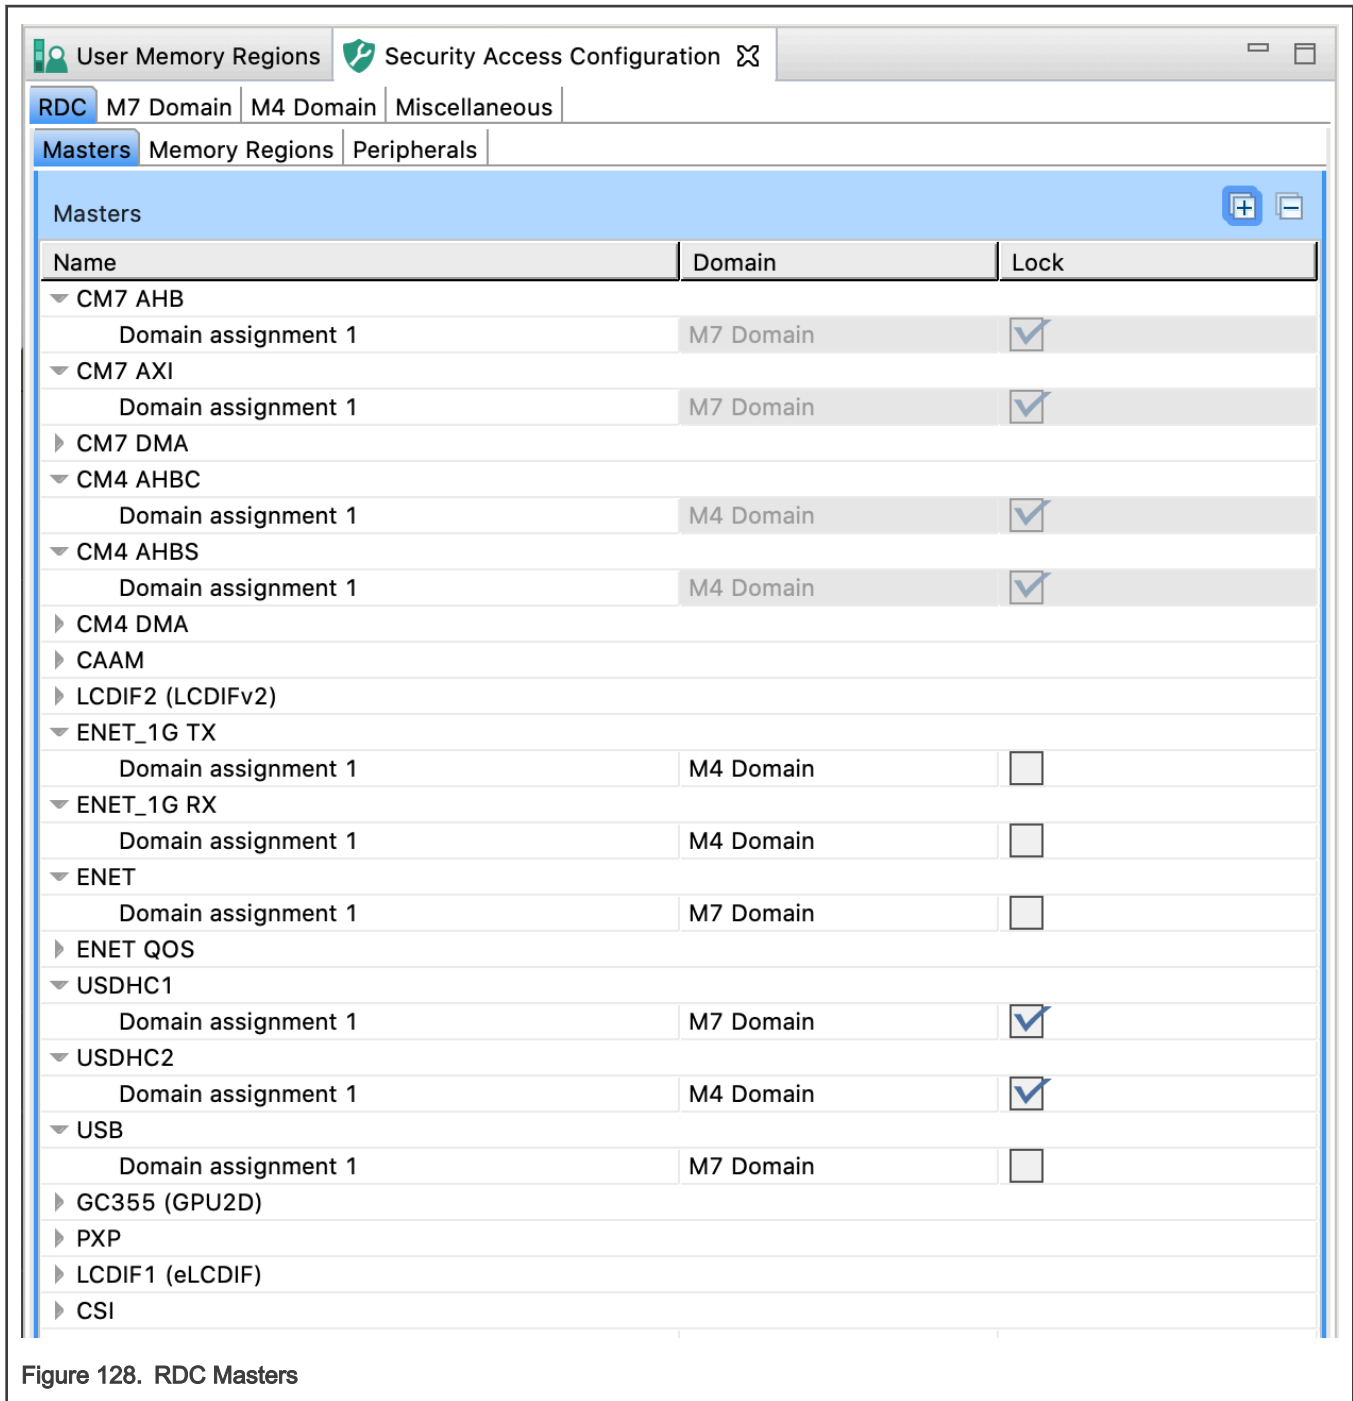 User Memory Regions Security Access Configuration
RDC M7 Domain M4 Domain Miscellaneous
Masters Memory Regions Peripherals
Masters
Name Domain Lock
CM7 AHB
Domain assignment 1 M7 Domain
CM7 AXI
Domain assignment 1 M7 Domain
CM7 DMA
CM4 AHBC
Domain assignment 1 M4 Domain
CM4 AHBS
Domain assignment 1 M4 Domain
CM4 DMA
CAAM
LCDIF2 (LCDIFv2)
ENET_1G TX
Domain assignment 1 M4 Domain
ENET_1G RX
Domain assignment 1 M4 Domain
ENET
Domain assignment 1 M7 Domain
ENET QOS
USDHC1
Domain assignment 1 M7 Domain
USDHC2
Domain assignment 1 M4 Domain
USB
Domain assignment 1 M7 Domain
GC355 (GPU2D)
PXP
LCDIF1 (eLCDIF)
CSI
Figure 128. RDC Masters